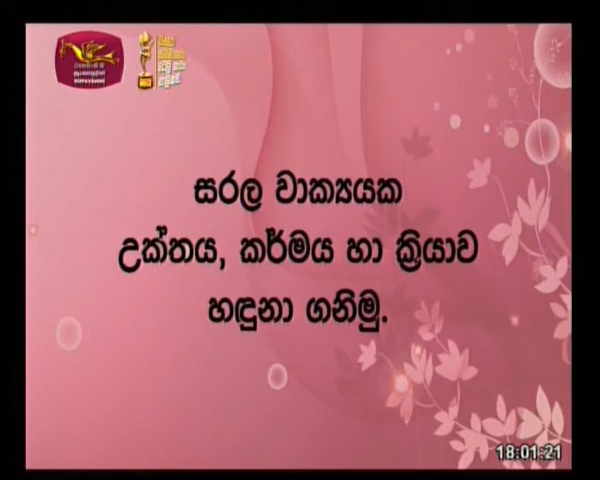 සරල වාක්‍යයක
උක්තය, කර්මය හා ක්‍රියාව
හඳුනා ගනිමු.
18:01:21